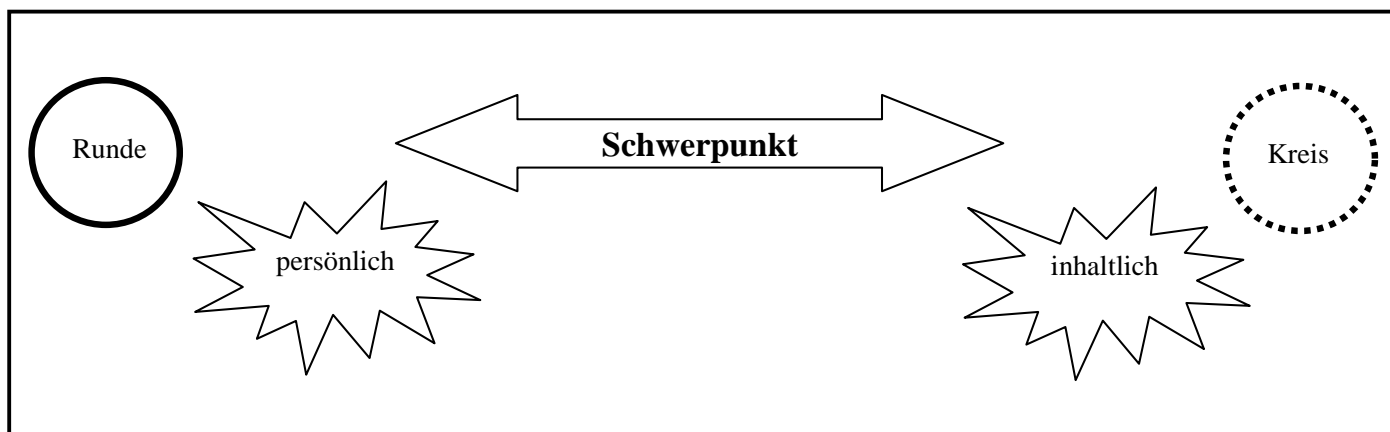 Runde
Schwerpunkt
Kreis
persönlich
inhaltlich